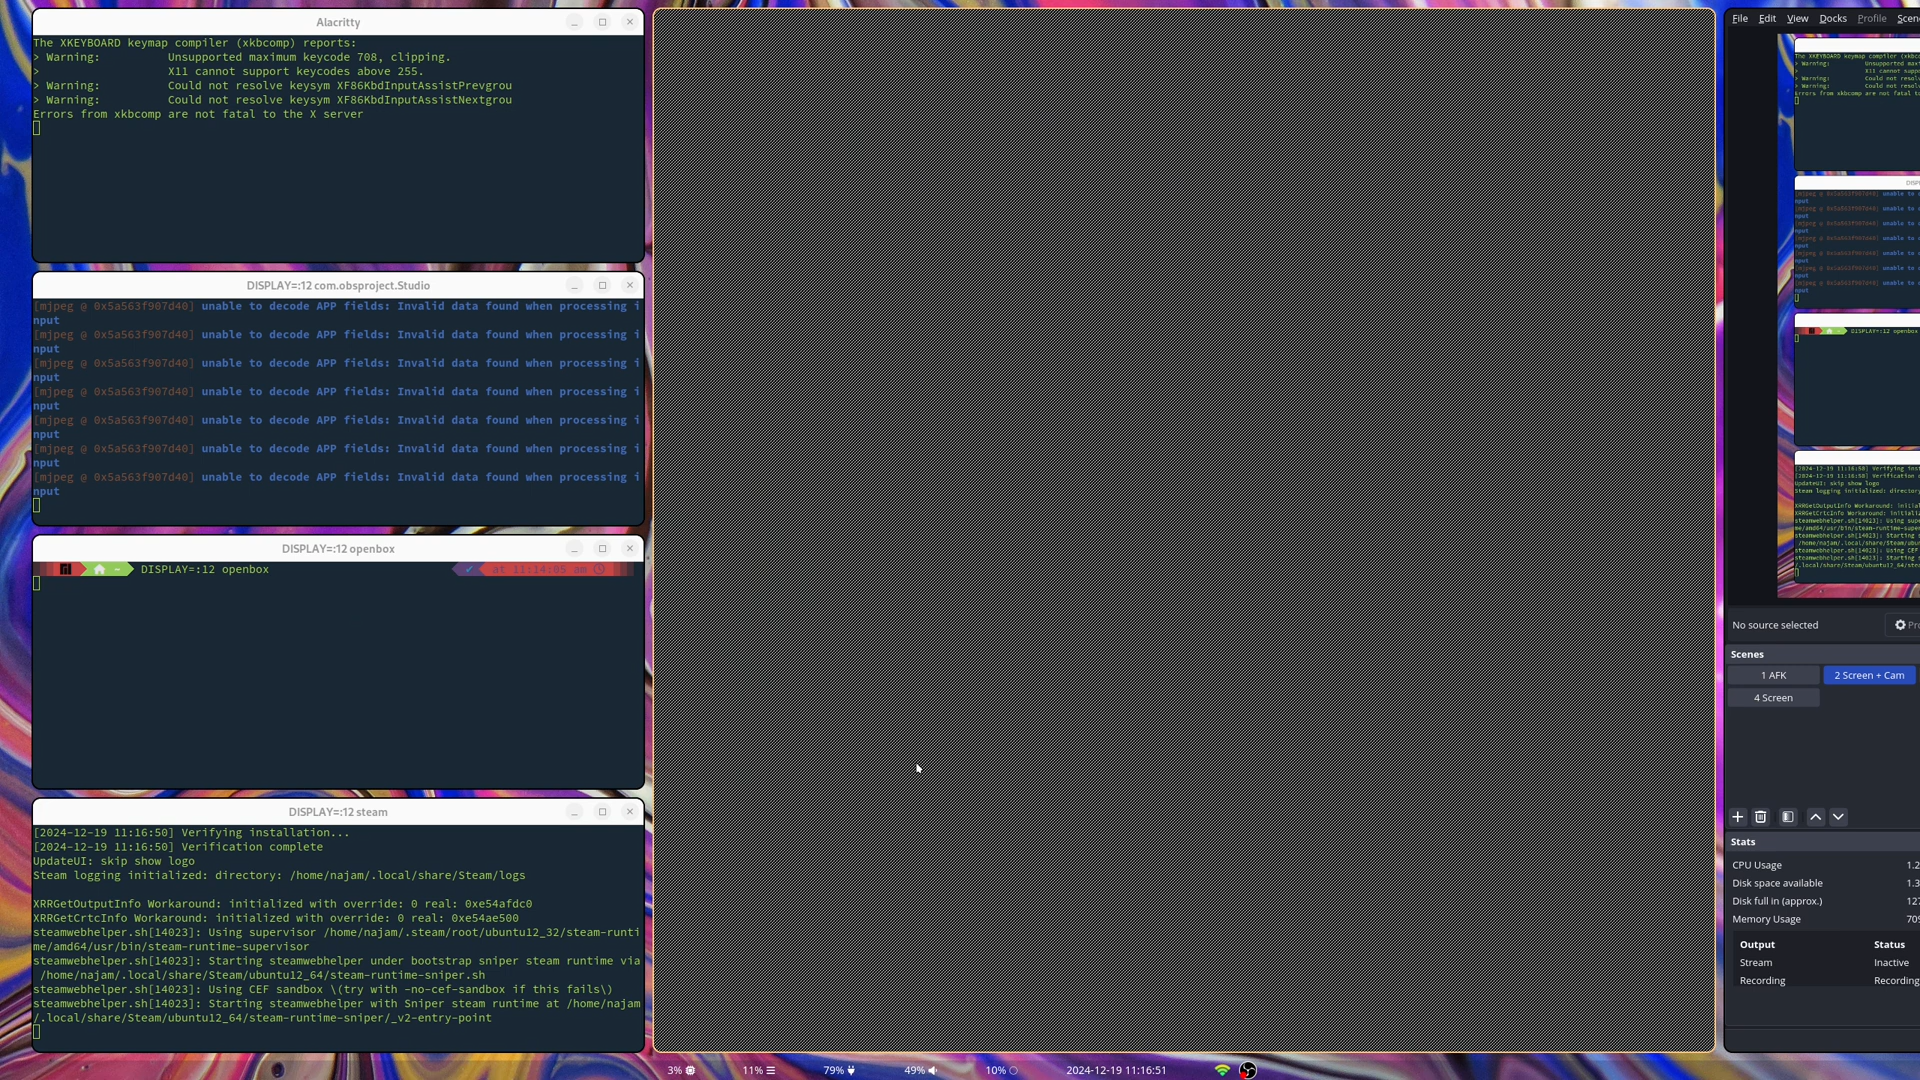 Alacritty
The XKEYBOARD keymap compiler (xkbcomp) reports:
> Warning:          Unsupported maximum keycode 708, clipping.
>                   X11 cannot support keycodes above 255.
> Warning:          Could not resolve keysym XF86KbdInputAssistPrevgrou
> Warning:          Could not resolve keysym XF86KbdInputAssistNextgrou
Errors from xkbcomp are not fatal to the X server
DISPLAY=:12 com.obsproject.Studio
[mjpeg @ 0x5a563f907d40] unable to decode APP fields: Invalid data found when processing i
nput
[mjpeg @ 0x5a563f907d40] unable to decode APP fields: Invalid data found when processing i
nput
[mjpeg @ 0x5a563f907d40] unable to decode APP fields: Invalid data found when processing i
nput
[mjpeg @ 0x5a563f907d40] unable to decode APP fields: Invalid data found when processing i
nput
[mjpeg @ 0x5a563f907d40] unable to decode APP fields: Invalid data found when processing i
nput
[mjpeg @ 0x5a563f907d40] unable to decode APP fields: Invalid data found when processing i
nput
[mjpeg @ 0x5a563f907d40] unable to decode APP fields: Invalid data found when processing i
nput
DISPLAY=:12 openbox
~ DISPLAY=:12 openbox ✓ at 11:14:05 am
DISPLAY=:12 steam
[2024-12-19 11:16:50] Verifying installation...
[2024-12-19 11:16:50] Verification complete
UpdateUI: skip show logo
Steam logging initialized: directory: /home/najam/.local/share/Steam/logs
XRRGetOutputInfo Workaround: initialized with override: 0 real: 0xe54afdc0
XRRGetCrtcInfo Workaround: initialized with override: 0 real: 0xe54ae500
steamwebhelper.sh[14023]: Using supervisor /home/najam/.steam/root/ubuntu12_32/steam-runti
me/amd64/usr/bin/steam-runtime-supervisor
steamwebhelper.sh[14023]: Starting steamwebhelper under bootstrap sniper steam runtime via
 /home/najam/.local/share/Steam/ubuntu12_64/steam-runtime-sniper.sh
steamwebhelper.sh[14023]: Using CEF sandbox \(try with -no-cef-sandbox if this fails\)
steamwebhelper.sh[14023]: Starting steamwebhelper with Sniper steam runtime at /home/najam
/.local/share/Steam/ubuntu12_64/steam-runtime-sniper/_v2-entry-point
File Edit View Docks Profile Scen
No source selected
Pro
Scenes
1 AFK
2 Screen + Cam
4 Screen
Stats
CPU Usage 1.2
Disk space available 1.3
Disk full in (approx.) 127
Memory Usage 709
Output Status
Stream Inactive
Recording Recording
3% 11% 79% 49% 10% 2024-12-19 11:16:51